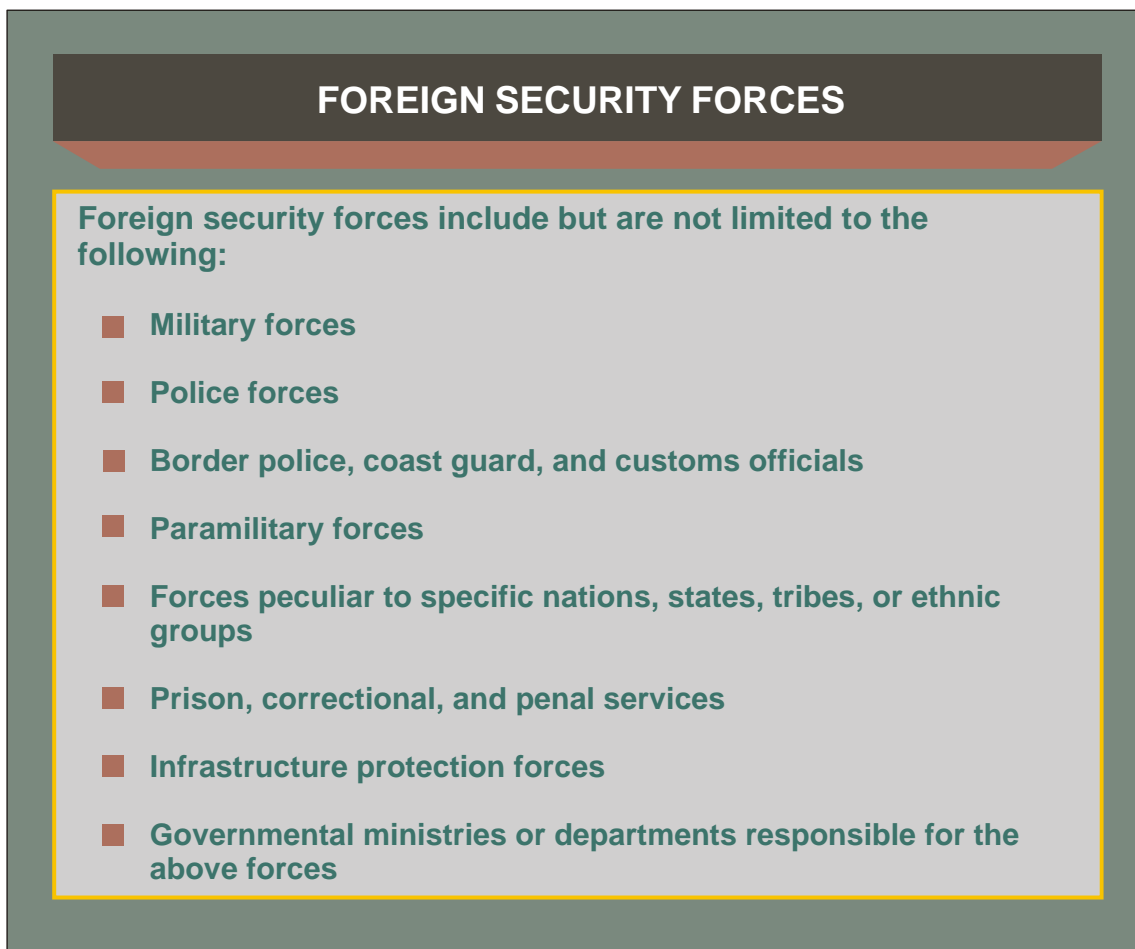 FOREIGN SECURITY FORCES
Foreign security forces include but are not limited to the
following:
Military forces
Police forces
Border police, coast guard, and customs officials
Paramilitary forces
Forces peculiar to specific nations, states, tribes, or ethnic
groups
Prison, correctional, and penal services
Infrastructure protection forces
Governmental ministries or departments responsible for the
above forces